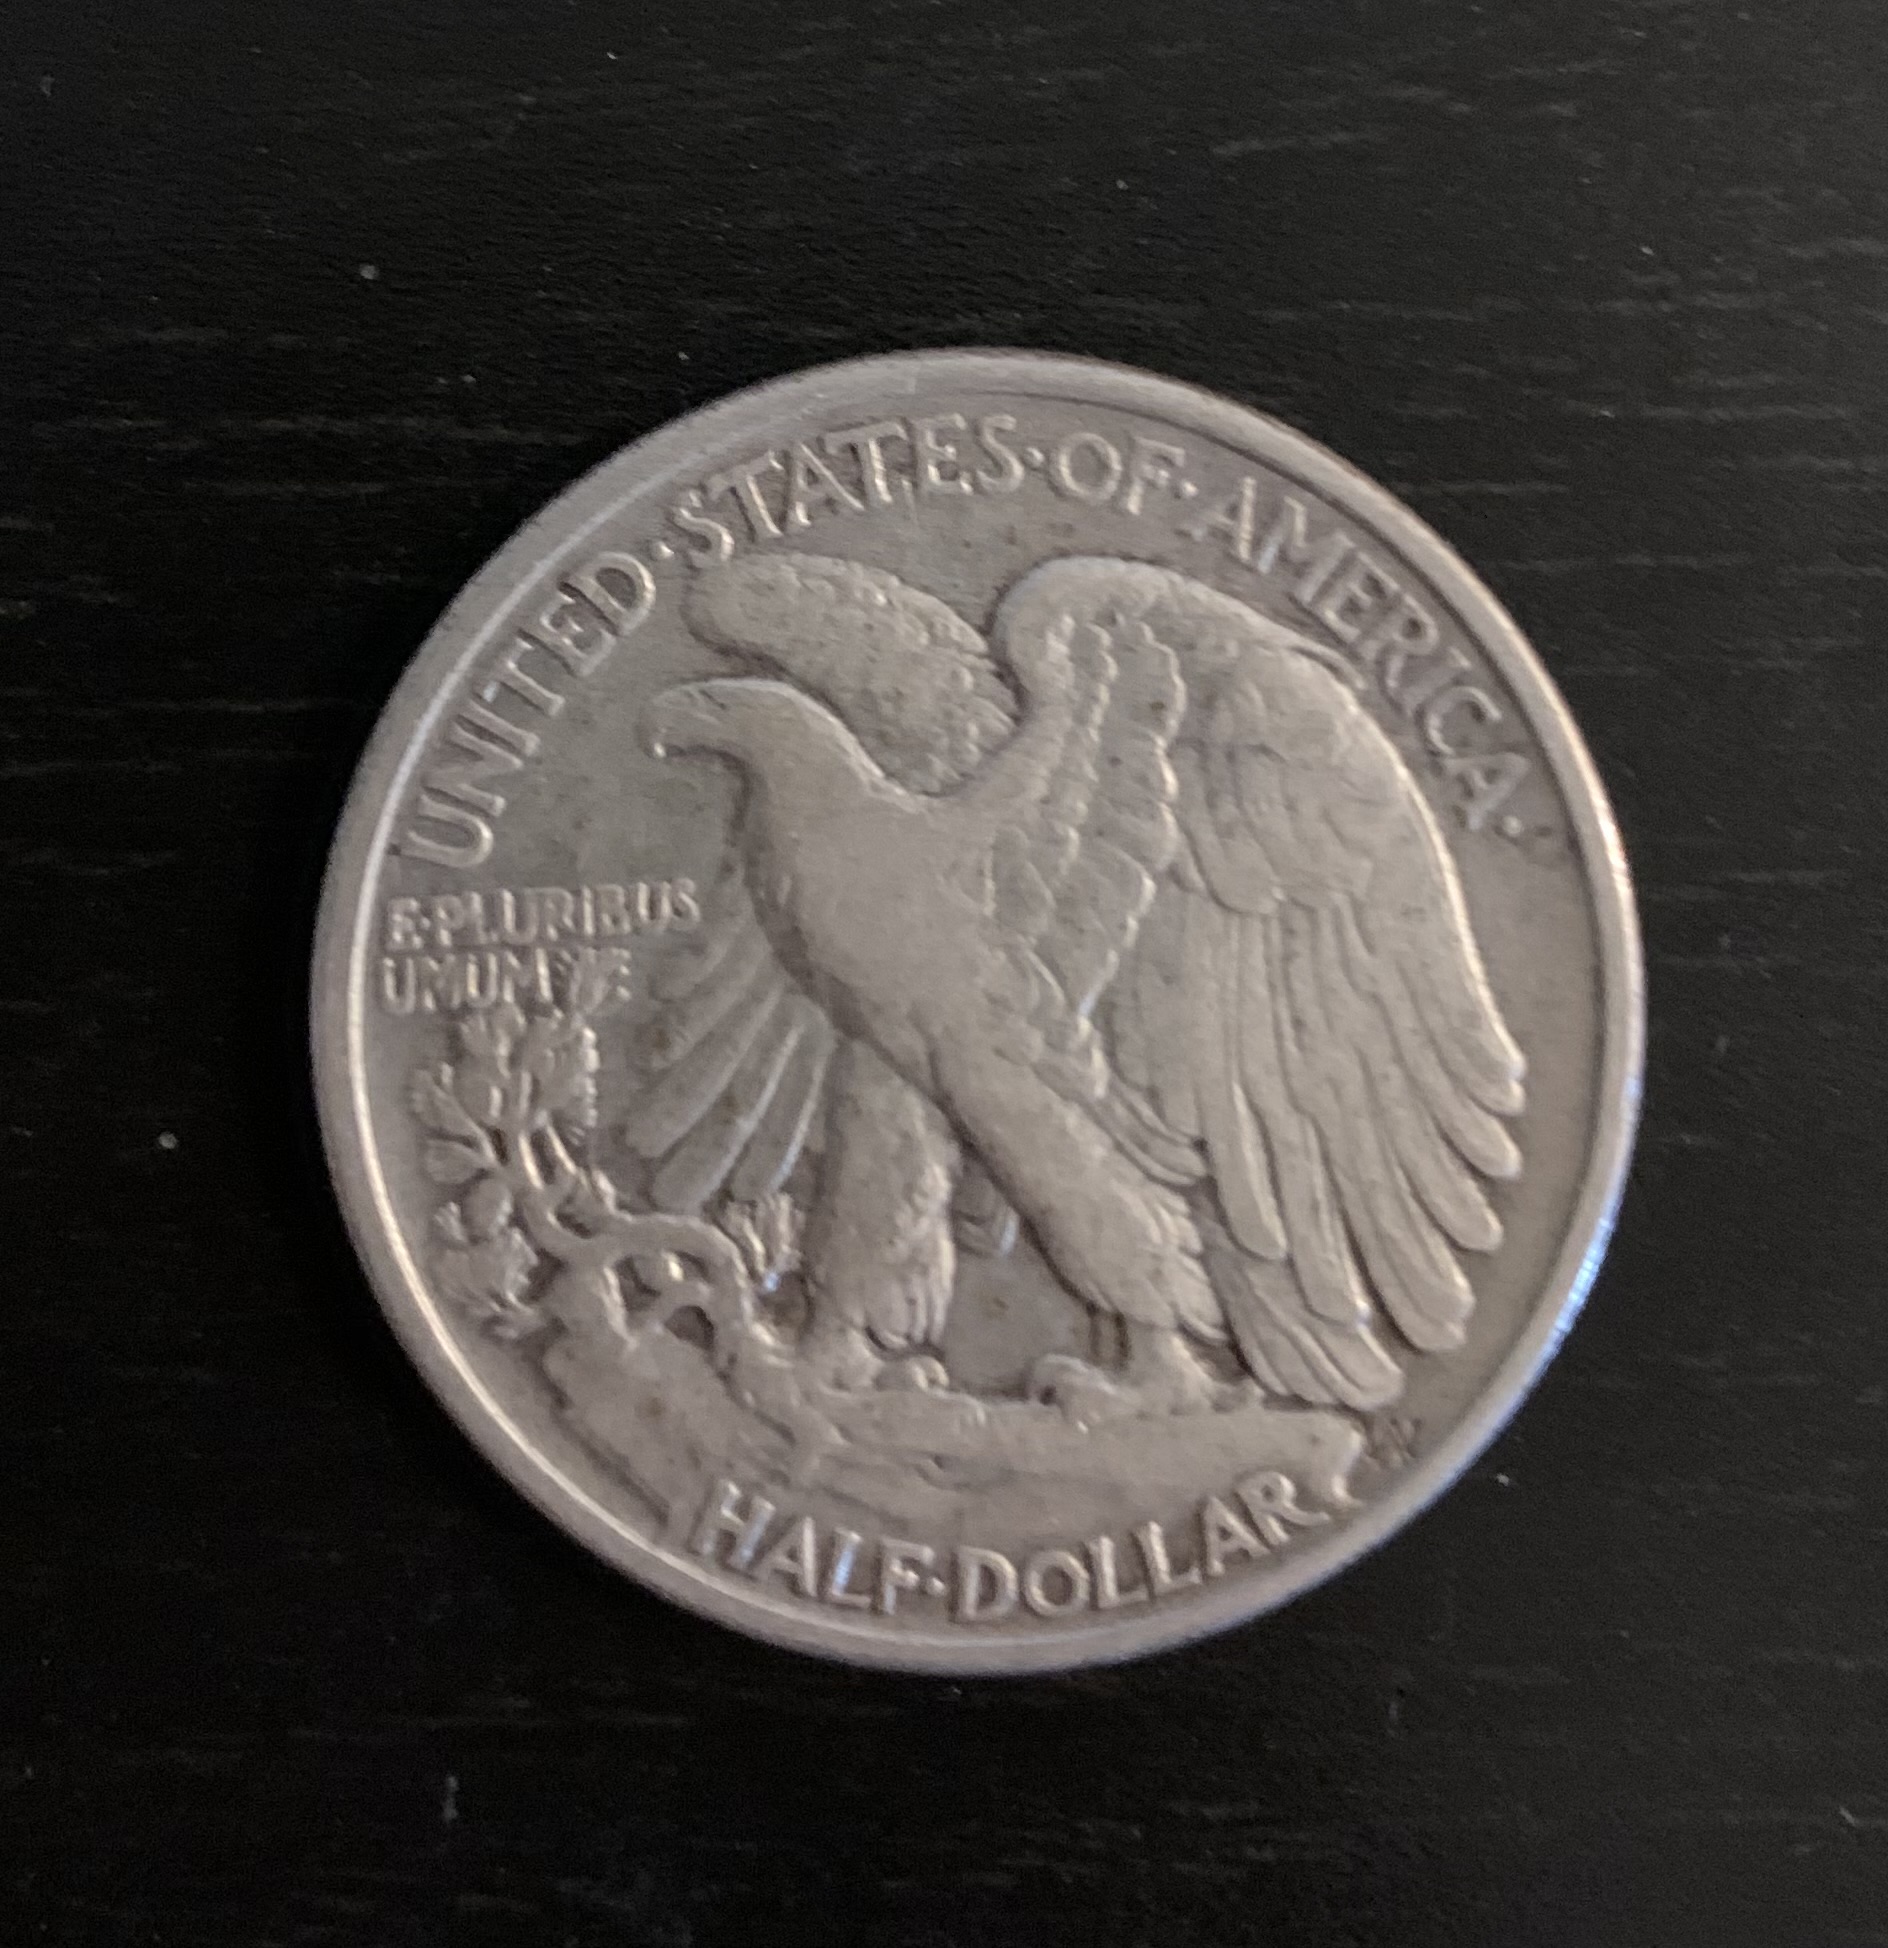 UNITED·STATES·OF·AMERICA·
E·PLURIBUS
UNUM
HALF·DOLLAR